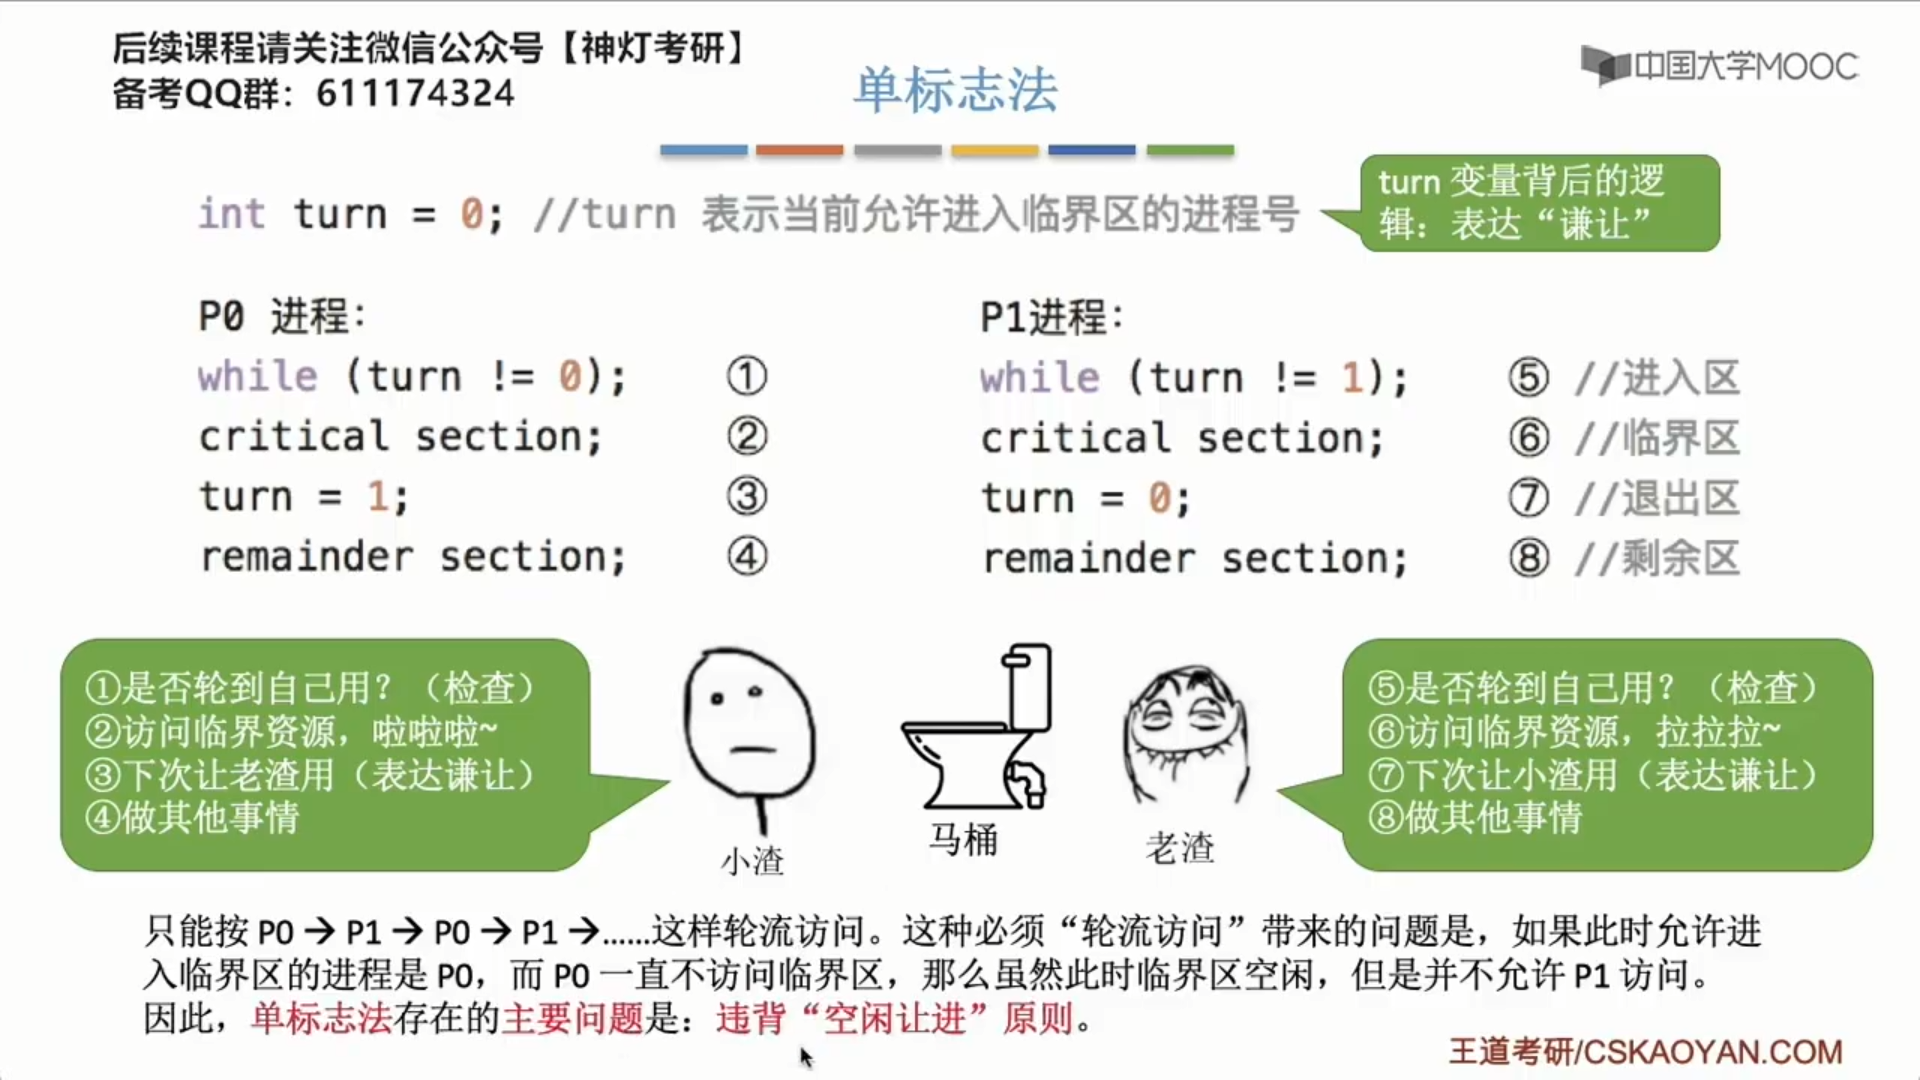 后续课程请关注微信公众号【神灯考研】
备考QQ群：611174324
中国大学MOOC
单标志法
int turn = 0; //turn 表示当前允许进入临界区的进程号
turn 变量背后的逻
辑：表达“谦让”
P0 进程：
while (turn != 0); ①
critical section; ②
turn = 1; ③
remainder section; ④
P1进程：
while (turn != 1); ⑤ //进入区
critical section; ⑥ //临界区
turn = 0; ⑦ //退出区
remainder section; ⑧ //剩余区
①是否轮到自己用？（检查）
②访问临界资源，啦啦啦~
③下次让老渣用（表达谦让）
④做其他事情
小渣
马桶
老渣
⑤是否轮到自己用？（检查）
⑥访问临界资源，拉拉拉~
⑦下次让小渣用（表达谦让）
⑧做其他事情
只能按 P0 → P1 → P0 → P1 →……这样轮流访问。这种必须“轮流访问”带来的问题是，如果此时允许进
入临界区的进程是 P0，而 P0 一直不访问临界区，那么虽然此时临界区空闲，但是并不允许 P1 访问。
因此，单标志法存在的主要问题是：违背“空闲让进”原则。
王道考研/CSKAOYAN.COM